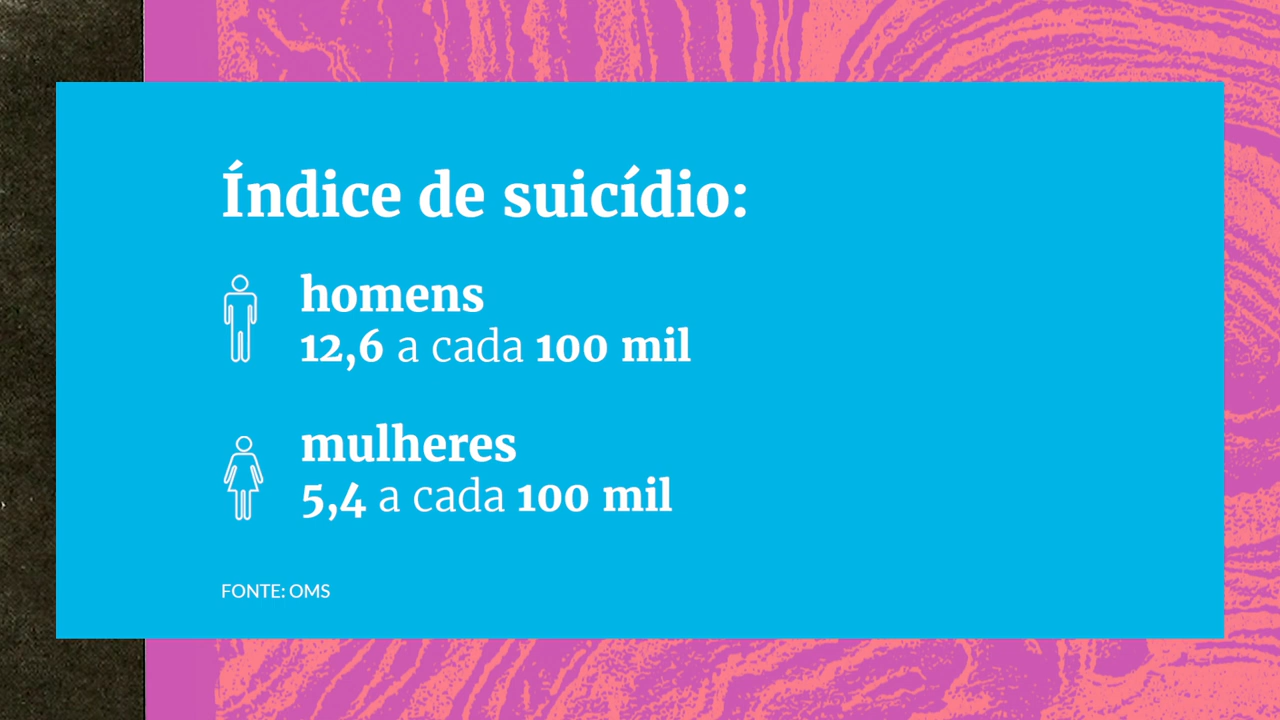 Índice de suicídio:
homens
12,6 a cada 100 mil
mulheres
5,4 a cada 100 mil
FONTE: OMS